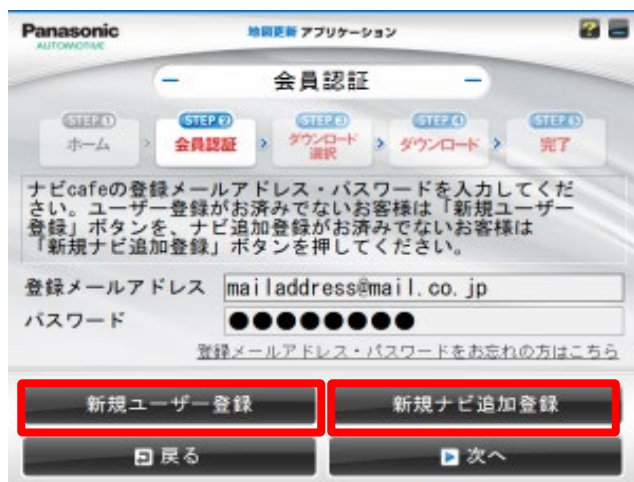 Panasonic
AUTOMOTIVE
地図更新 アプリケーション
会員認証
STEP①
ホーム
STEP②
会員認証
STEP③
ダウンロード
選択
STEP④
ダウンロード
STEP⑤
完了
ナビcafeの登録メールアドレス・パスワードを入力してくだ
さい。ユーザー登録がお済みでないお客様は「新規ユーザー
登録」ボタンを、ナビ追加登録がお済みでないお客様は
「新規ナビ追加登録」ボタンを押してください。
登録メールアドレス mailaddress@mail.co.jp
パスワード ●●●●●●●●
登録メールアドレス・パスワードをお忘れの方はこちら
新規ユーザー登録 新規ナビ追加登録
戻る 次へ